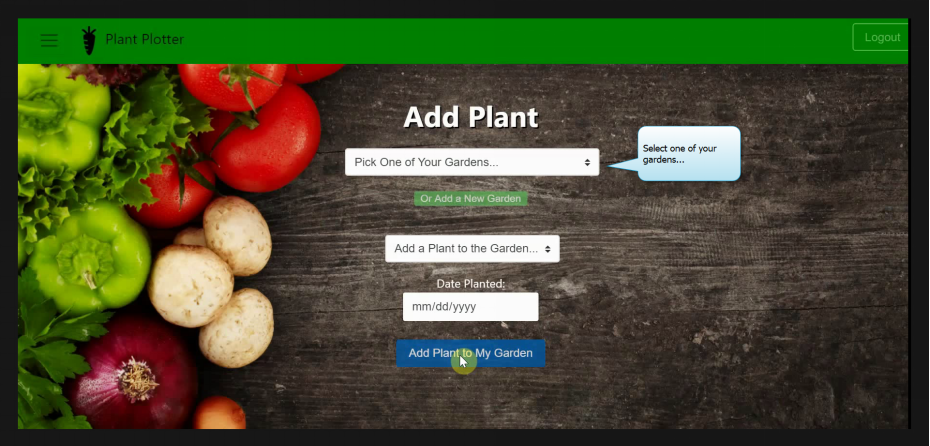 Plant Plotter
Logout
Add Plant
Pick One of Your Gardens...
Select one of your
gardens...
Or Add a New Garden
Add a Plant to the Garden...
Date Planted:
mm/dd/yyyy
Add Plant to My Garden